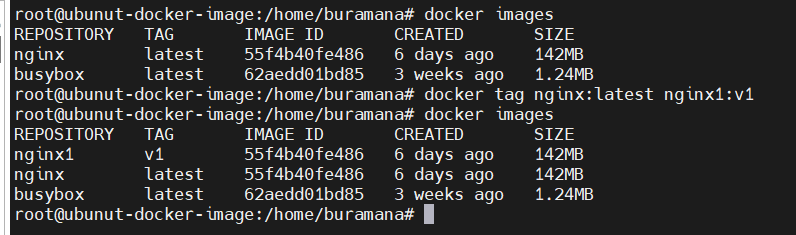 root@ubunut-docker-image:/home/buramana# docker images
REPOSITORY   TAG       IMAGE ID       CREATED       SIZE
nginx        latest    55f4b40fe486   6 days ago    142MB
busybox      latest    62aedd01bd85   3 weeks ago   1.24MB
root@ubunut-docker-image:/home/buramana# docker tag nginx:latest nginx1:v1
root@ubunut-docker-image:/home/buramana# docker images
REPOSITORY   TAG       IMAGE ID       CREATED       SIZE
nginx1       v1        55f4b40fe486   6 days ago    142MB
nginx        latest    55f4b40fe486   6 days ago    142MB
busybox      latest    62aedd01bd85   3 weeks ago   1.24MB
root@ubunut-docker-image:/home/buramana#